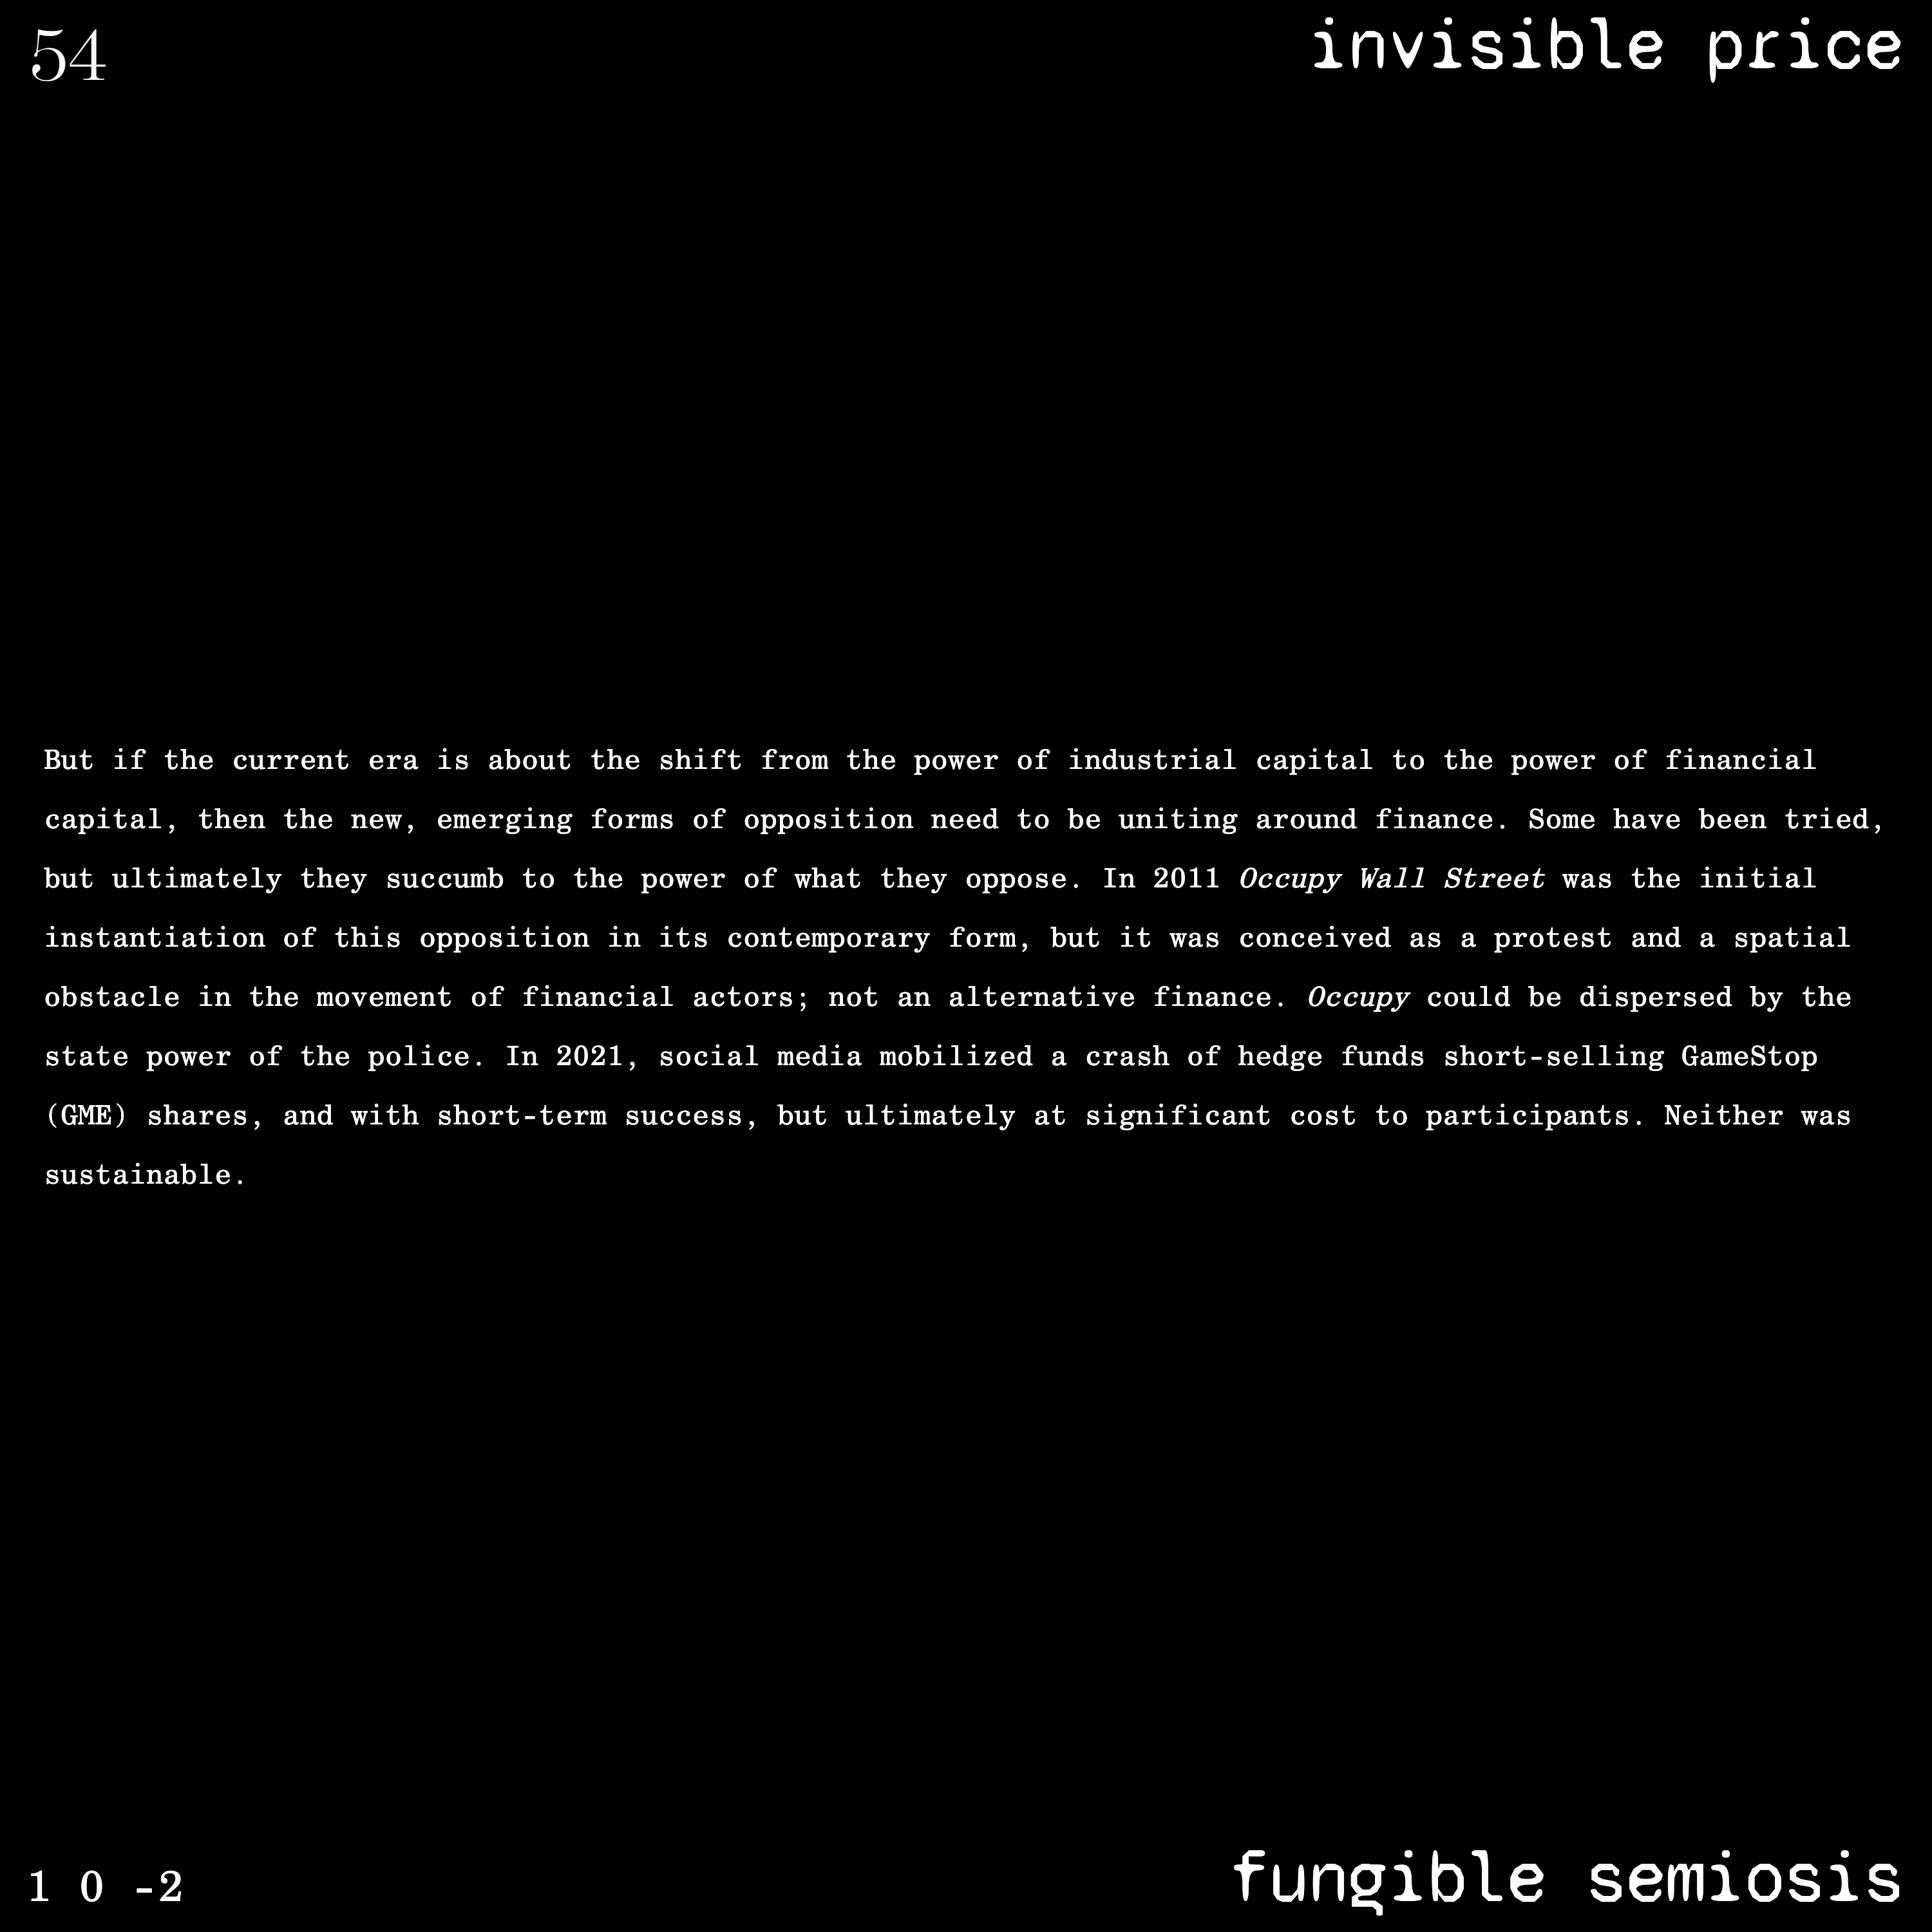 54
invisible price
But if the current era is about the shift from the power of industrial capital to the power of financial
capital, then the new, emerging forms of opposition need to be uniting around finance. Some have been tried,
but ultimately they succumb to the power of what they oppose. In 2011 Occupy Wall Street was the initial
instantiation of this opposition in its contemporary form, but it was conceived as a protest and a spatial
obstacle in the movement of financial actors; not an alternative finance. Occupy could be dispersed by the
state power of the police. In 2021, social media mobilized a crash of hedge funds short-selling GameStop
(GME) shares, and with short-term success, but ultimately at significant cost to participants. Neither was
sustainable.
1 0 -2
fungible semiosis